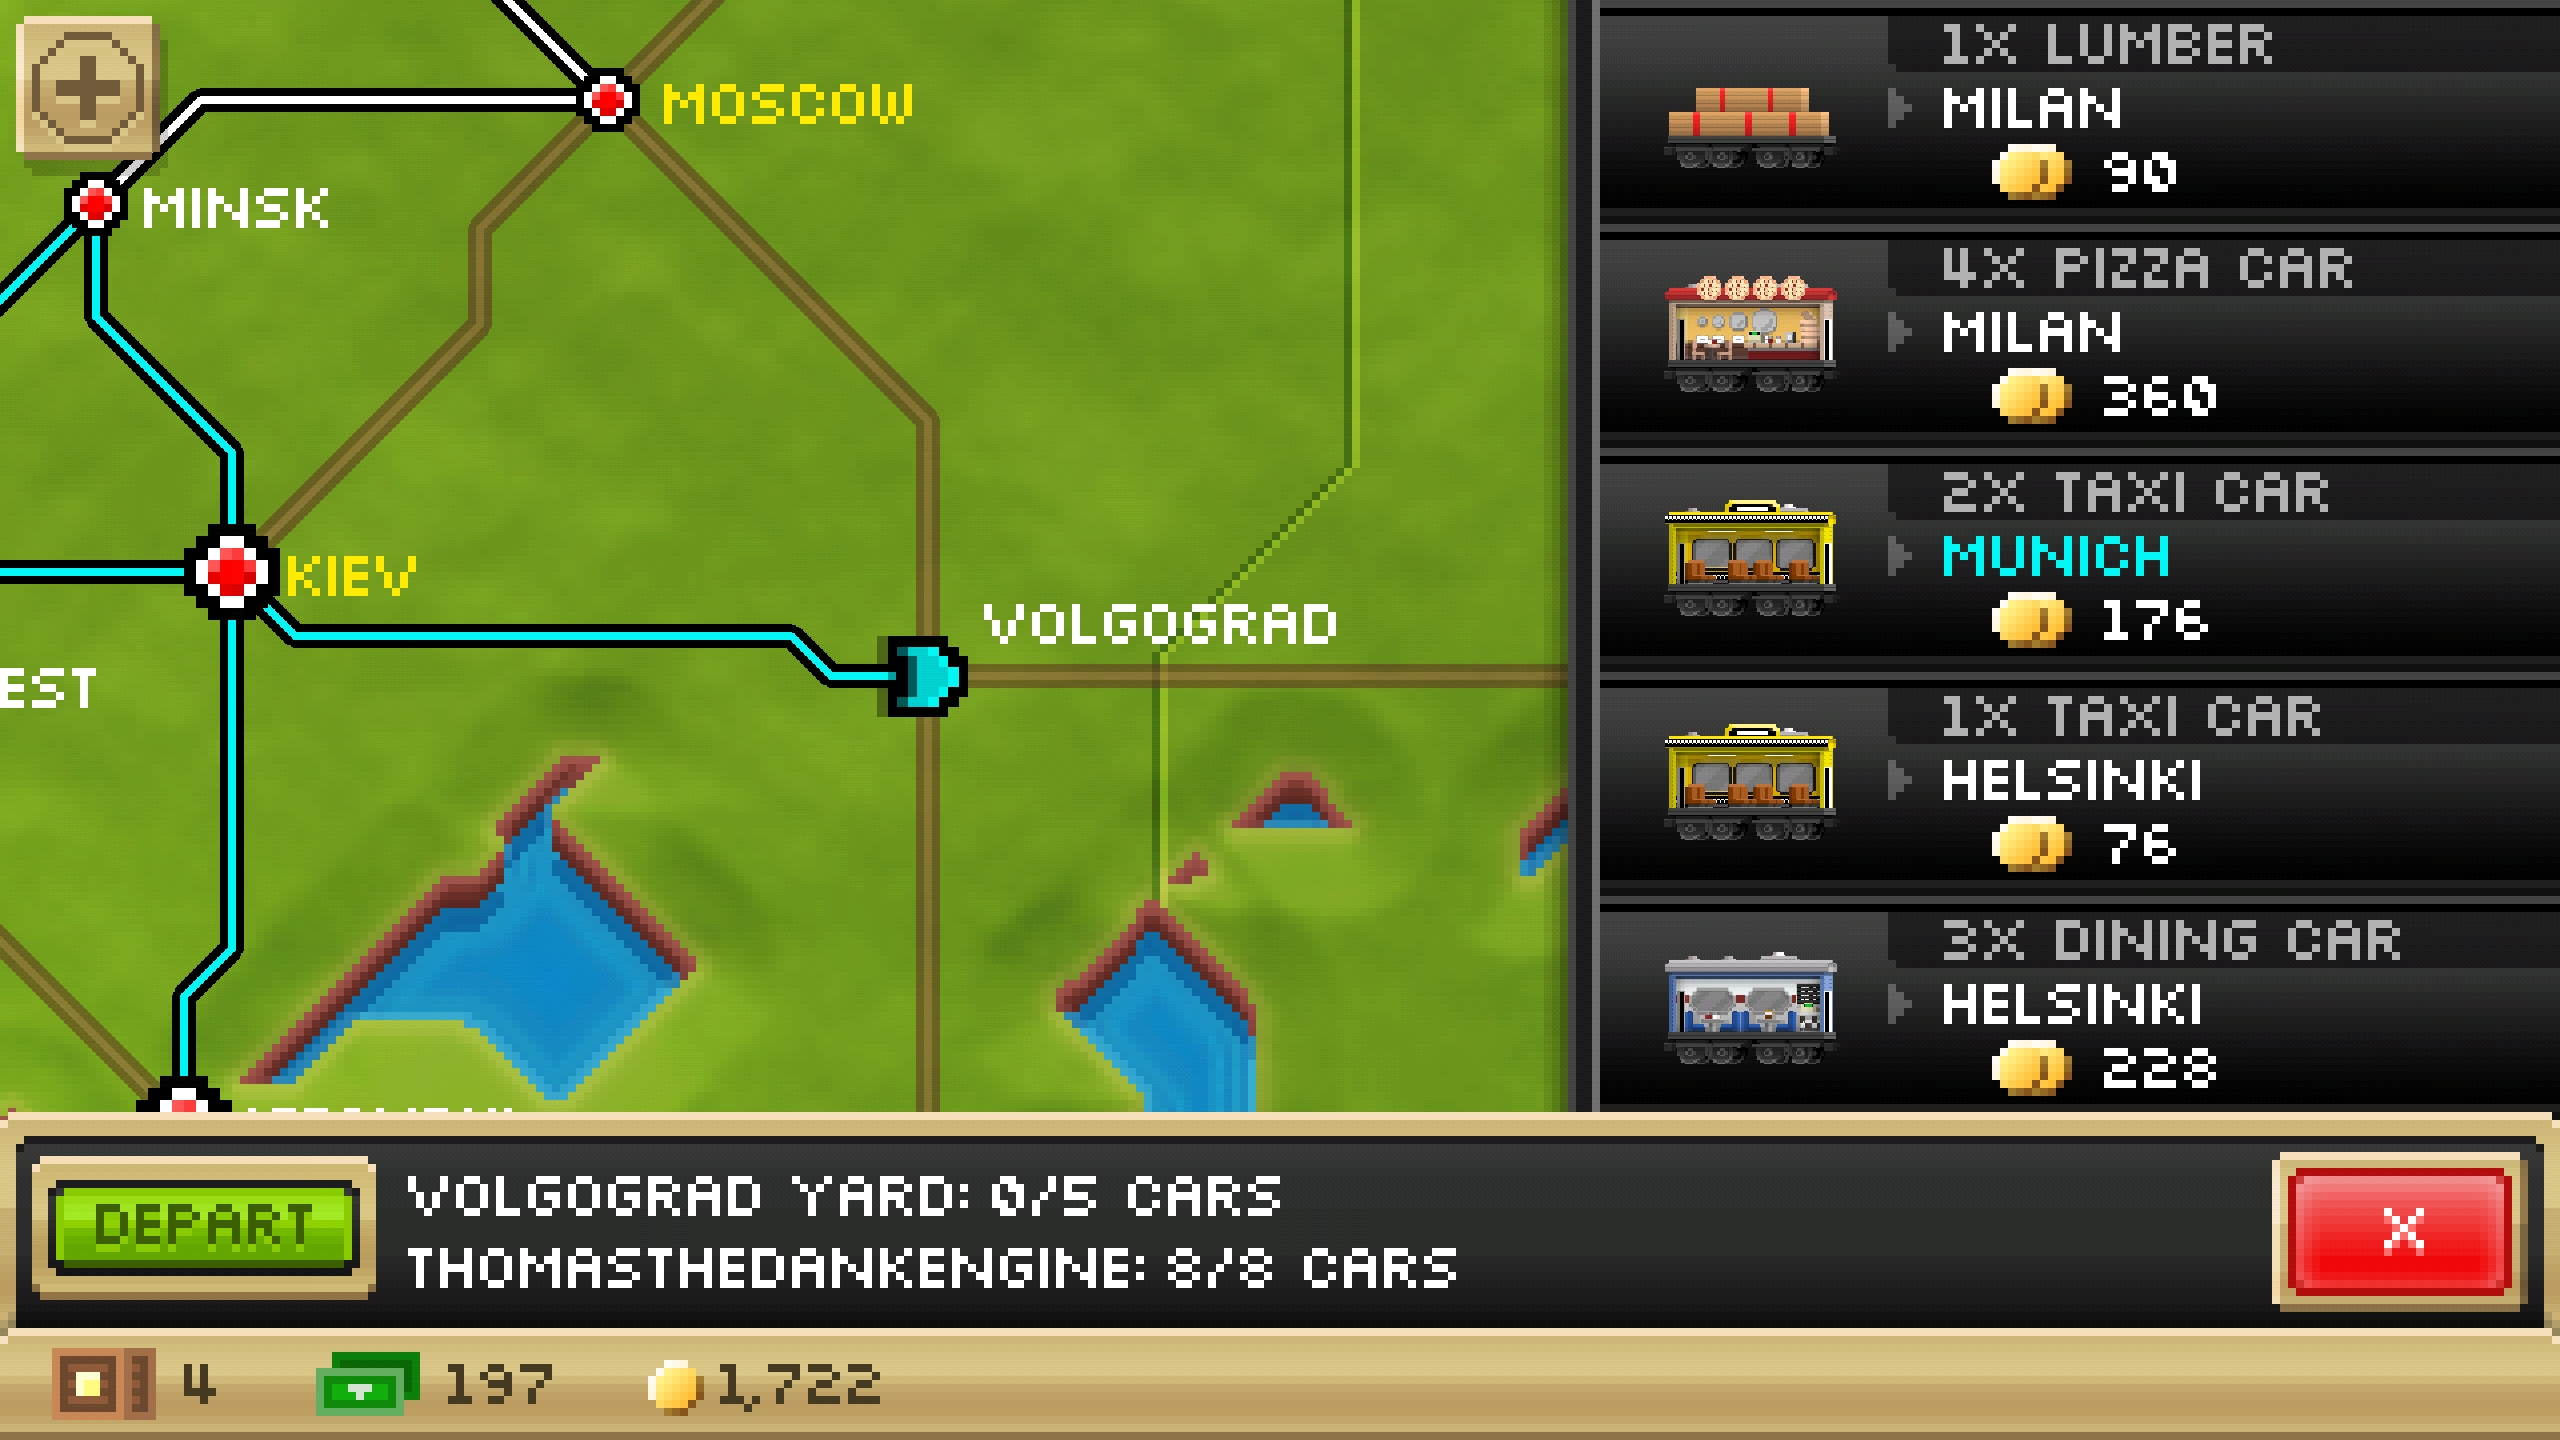 MOSCOW
MINSK
KIEV
VOLGOGRAD
EST
1X LUMBER
MILAN
90
4X PIZZA CAR
MILAN
360
2X TAXI CAR
MUNICH
176
1X TAXI CAR
HELSINKI
76
3X DINING CAR
HELSINKI
228
DEPART
VOLGOGRAD YARD: 0/5 CARS
THOMASTHEDANKENGINE: 8/8 CARS
X
4
197
1,722